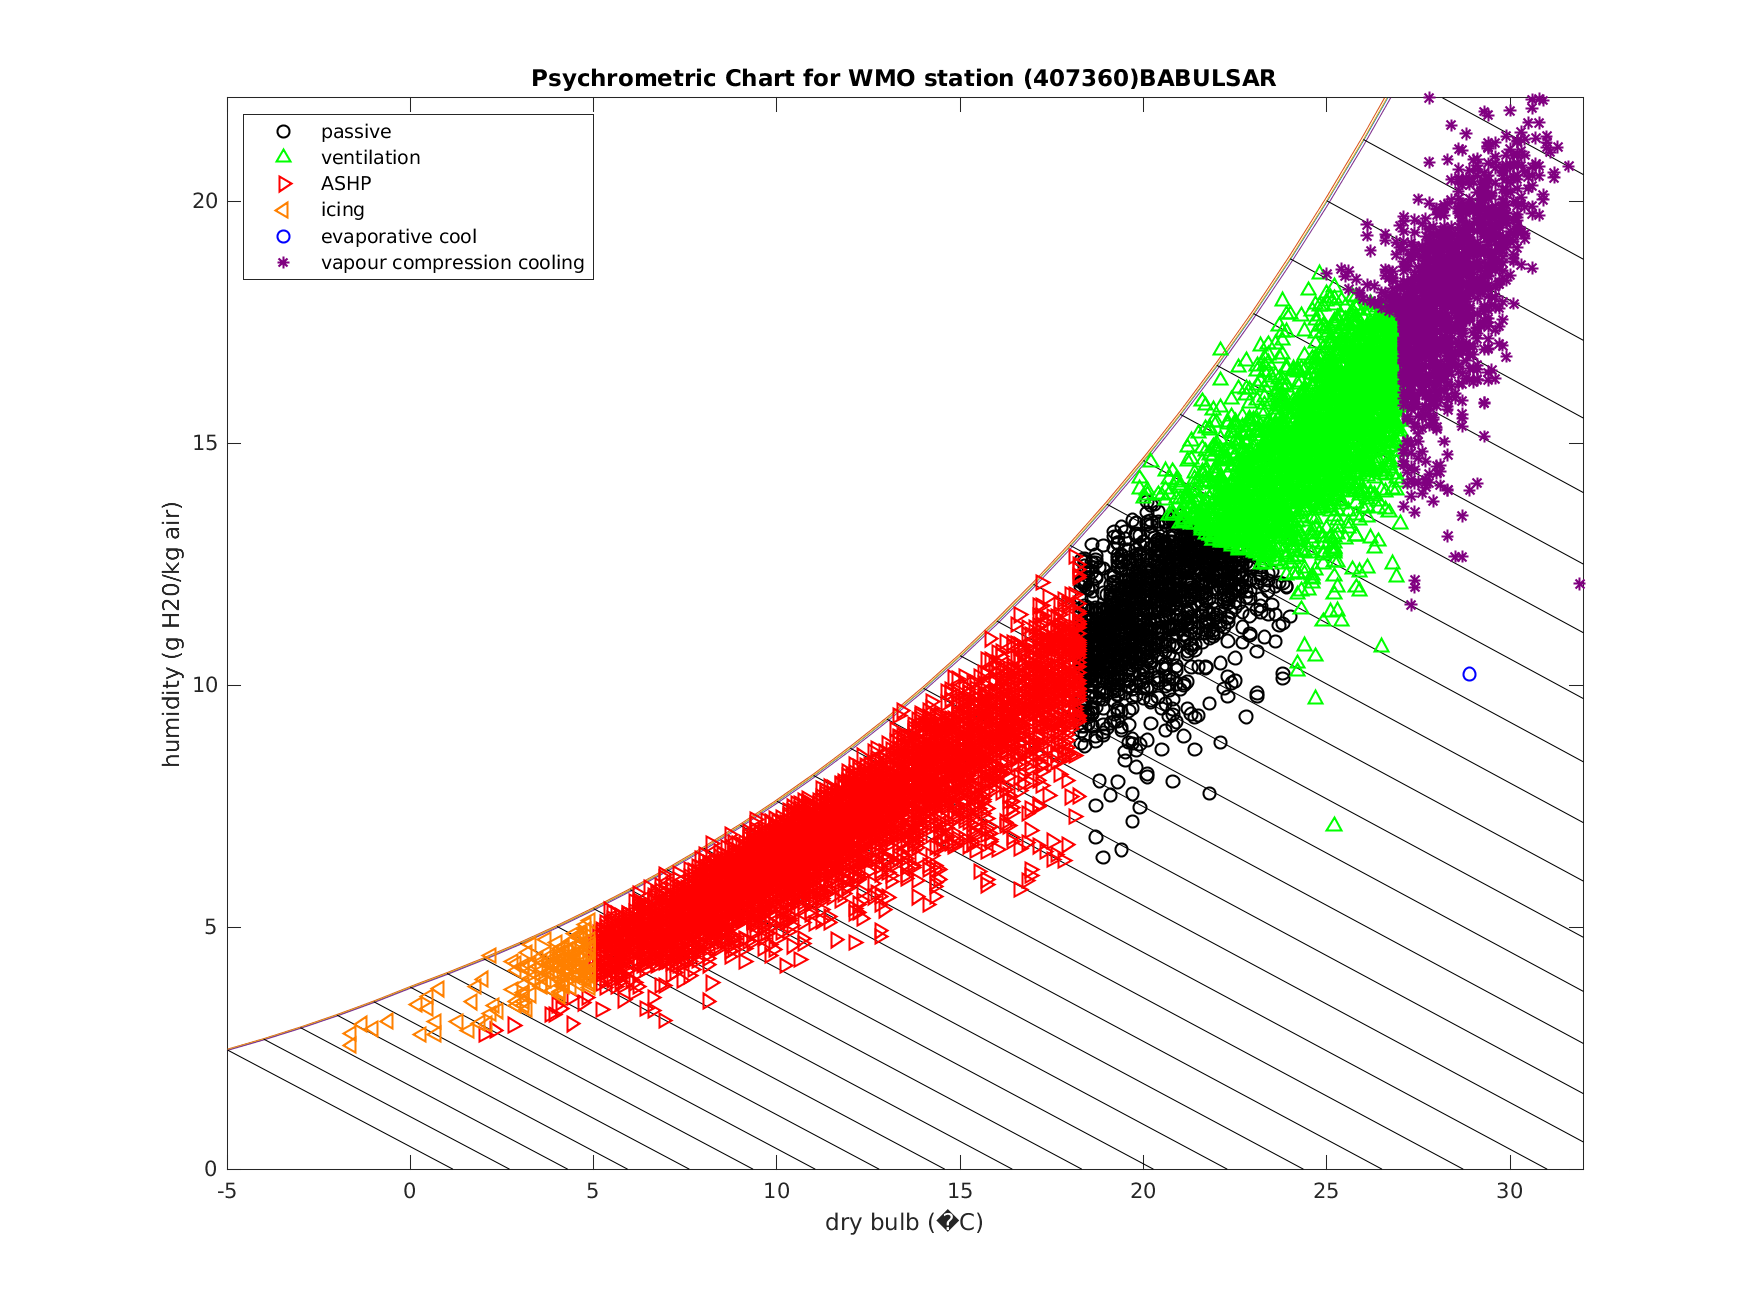 Psychrometric Chart for WMO station (407360)BABULSAR
passive
ventilation
ASHP
icing
evaporative cool
vapour compression cooling
humidity (g H20/kg air)
20
15
10
5
0
-5 0 5 10 15 20 25 30
dry bulb (�C)